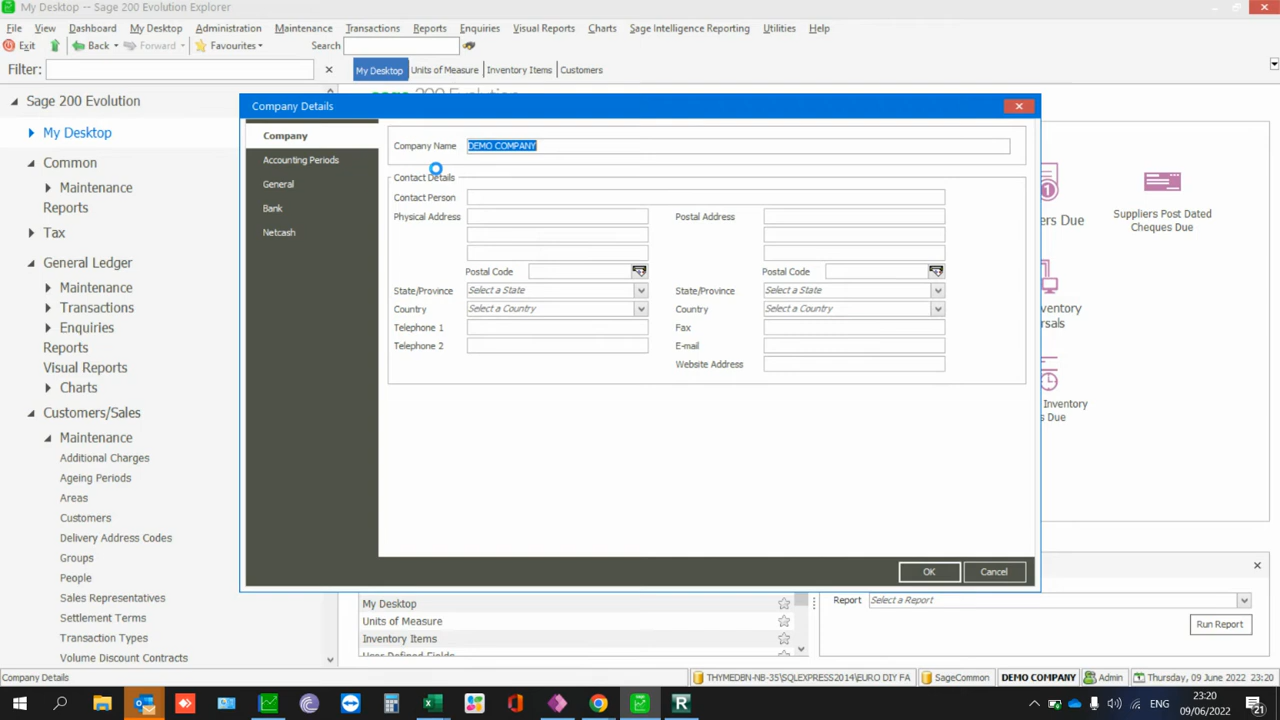 My Desktop -- Sage 200 Evolution Explorer
File View Dashboard My Desktop Administration Maintenance Transactions Reports Enquiries Visual Reports Charts Sage Intelligence Reporting Utilities Help
Exit Back Forward Favourites Search
Filter: My Desktop Units of Measure Inventory Items Customers
Sage 200 Evolution
My Desktop
Common
Maintenance
Reports
Tax
General Ledger
Maintenance
Transactions
Enquiries
Reports
Visual Reports
Charts
Customers/Sales
Maintenance
Additional Charges
Ageing Periods
Areas
Customers
Delivery Address Codes
Groups
People
Sales Representatives
Settlement Terms
Transaction Types
Volume Discount Contracts
Company Details
Company
Accounting Periods
General
Bank
Netcash
Company Name DEMO COMPANY
Contact Details
Contact Person
Physical Address Postal Address
Postal Code Postal Code
State/Province Select a State State/Province Select a State
Country Select a Country Country Select a Country
Telephone 1 Fax
Telephone 2 E-mail
Website Address
OK Cancel
ers Due
Suppliers Post Dated
Cheques Due
ventory
rsals
Inventory
s Due
My Desktop
Units of Measure
Inventory Items
User Defined Fields
Report Select a Report
Run Report
Company Details THYMEDBN-NB-35\SQLEXPRESS2014\EURO DIY FA SageCommon DEMO COMPANY Admin Thursday, 09 June 2022 23:20
ENG 23:20
09/06/2022
21